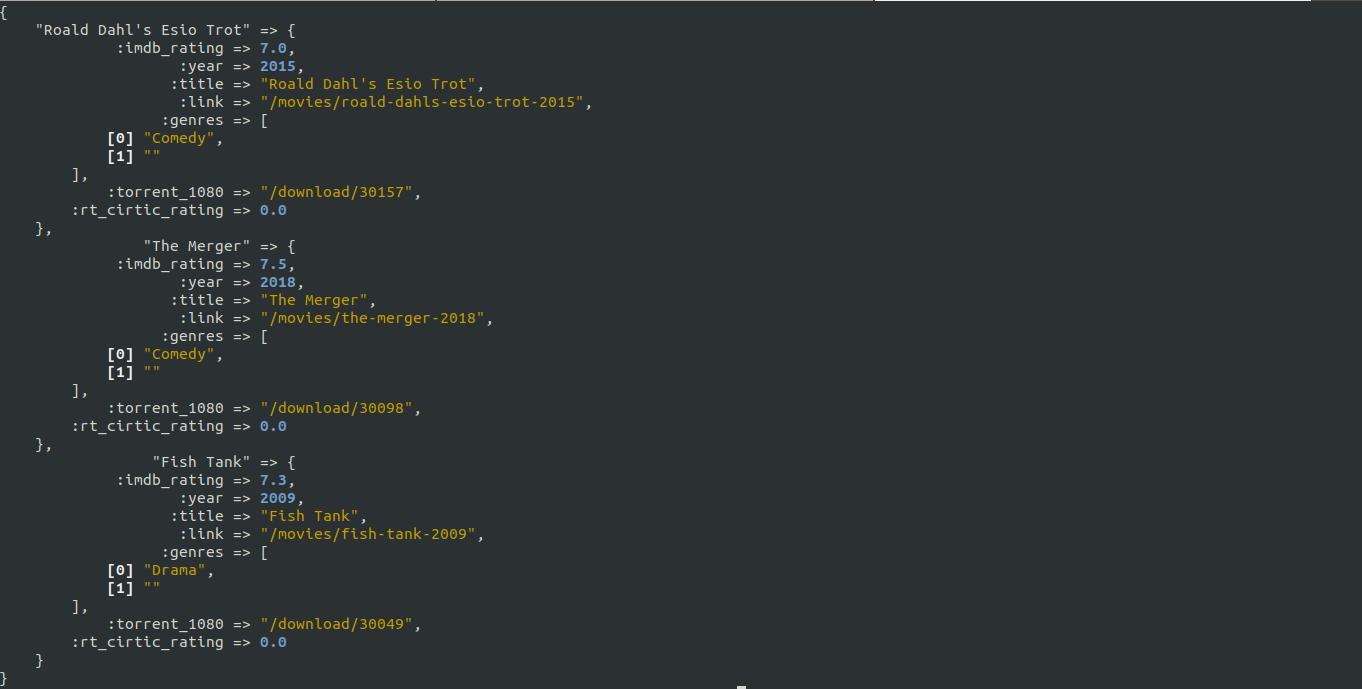 {
    "Roald Dahl's Esio Trot" => {
             :imdb_rating => 7.0,
                    :year => 2015,
                   :title => "Roald Dahl's Esio Trot",
                    :link => "/movies/roald-dahls-esio-trot-2015",
                  :genres => [
            [0] "Comedy",
            [1] ""
        ],
            :torrent_1080 => "/download/30157",
        :rt_cirtic_rating => 0.0
    },
                "The Merger" => {
             :imdb_rating => 7.5,
                    :year => 2018,
                   :title => "The Merger",
                    :link => "/movies/the-merger-2018",
                  :genres => [
            [0] "Comedy",
            [1] ""
        ],
            :torrent_1080 => "/download/30098",
        :rt_cirtic_rating => 0.0
    },
                 "Fish Tank" => {
             :imdb_rating => 7.3,
                    :year => 2009,
                   :title => "Fish Tank",
                    :link => "/movies/fish-tank-2009",
                  :genres => [
            [0] "Drama",
            [1] ""
        ],
            :torrent_1080 => "/download/30049",
        :rt_cirtic_rating => 0.0
    }
}